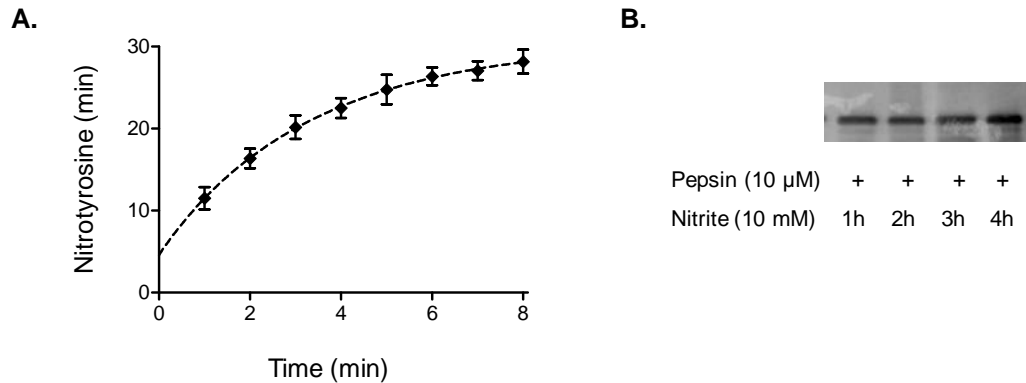 A.
B.
30
20
10
0
Nitrotyrosine (min)
0 2 4 6 8
Time (min)
Pepsin (10 µM) + + + +
Nitrite (10 mM) 1h 2h 3h 4h